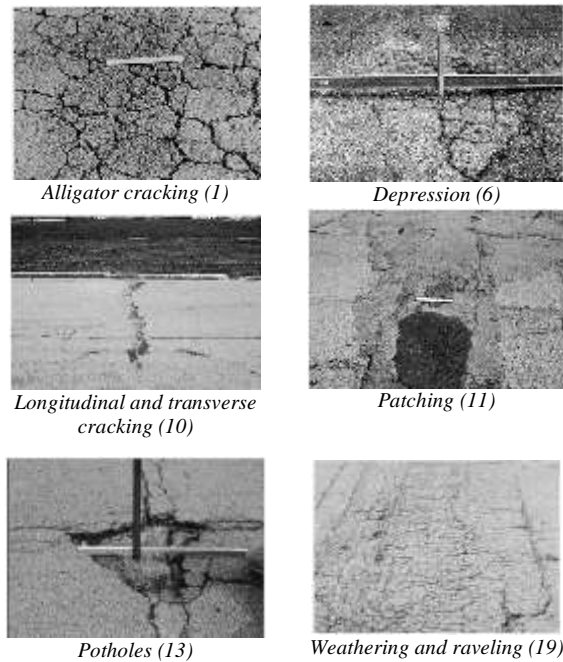 Alligator cracking (1)
Depression (6)
Longitudinal and transverse
cracking (10)
Patching (11)
Potholes (13)
Weathering and raveling (19)